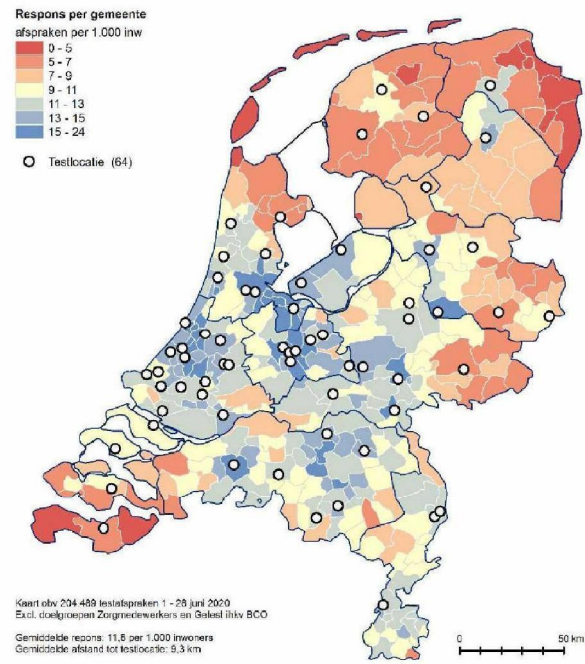 Respons per gemeente
afspraken per 1.000 inw
0 - 5
5 - 7
7 - 9
9 - 11
11 - 13
13 - 15
15 - 24
Testlocatie (64)
Kaart obv 204.489 testafspraken 1 - 28 juni 2020
Excl. doelgroepen Zorgmedewerkers en Gelest ihkv BCO
Gemiddelde repons: 11,8 per 1.000 inwoners
Gemiddelde afstand tot testlocatie: 9,3 km
0
50 km